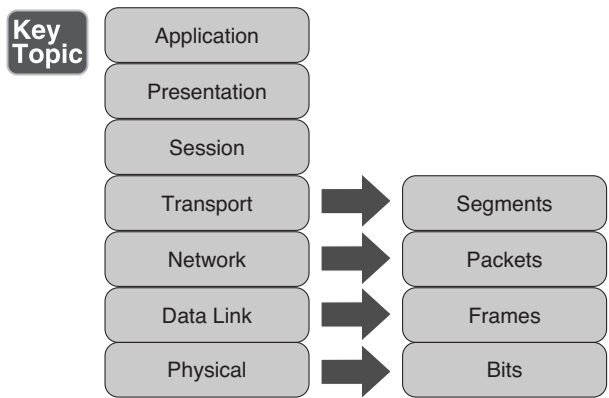 Key
Topic
Application
Presentation
Session
Transport
Segments
Network
Packets
Data Link
Frames
Physical
Bits